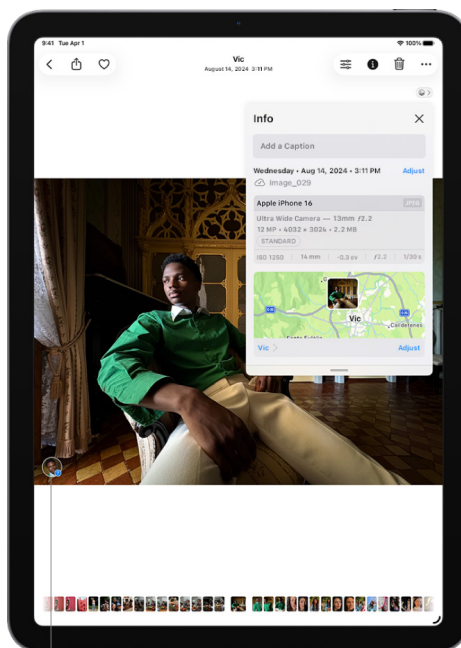 9:41 Tue Apr 1
100%
Vic
August 14, 2024 3:11 PM
Info
Add a Caption
Wednesday • Aug 14, 2024 • 3:11 PM
Adjust
Image_029
Apple iPhone 16
JPEG
Ultra Wide Camera — 13mm ƒ2.2
12 MP • 4032 × 3024 • 2.2 MB
STANDARD
ISO 1250
14 mm
-0.3 ev
ƒ2.2
1/30 s
Vic
Calldetenes
Vic
Adjust